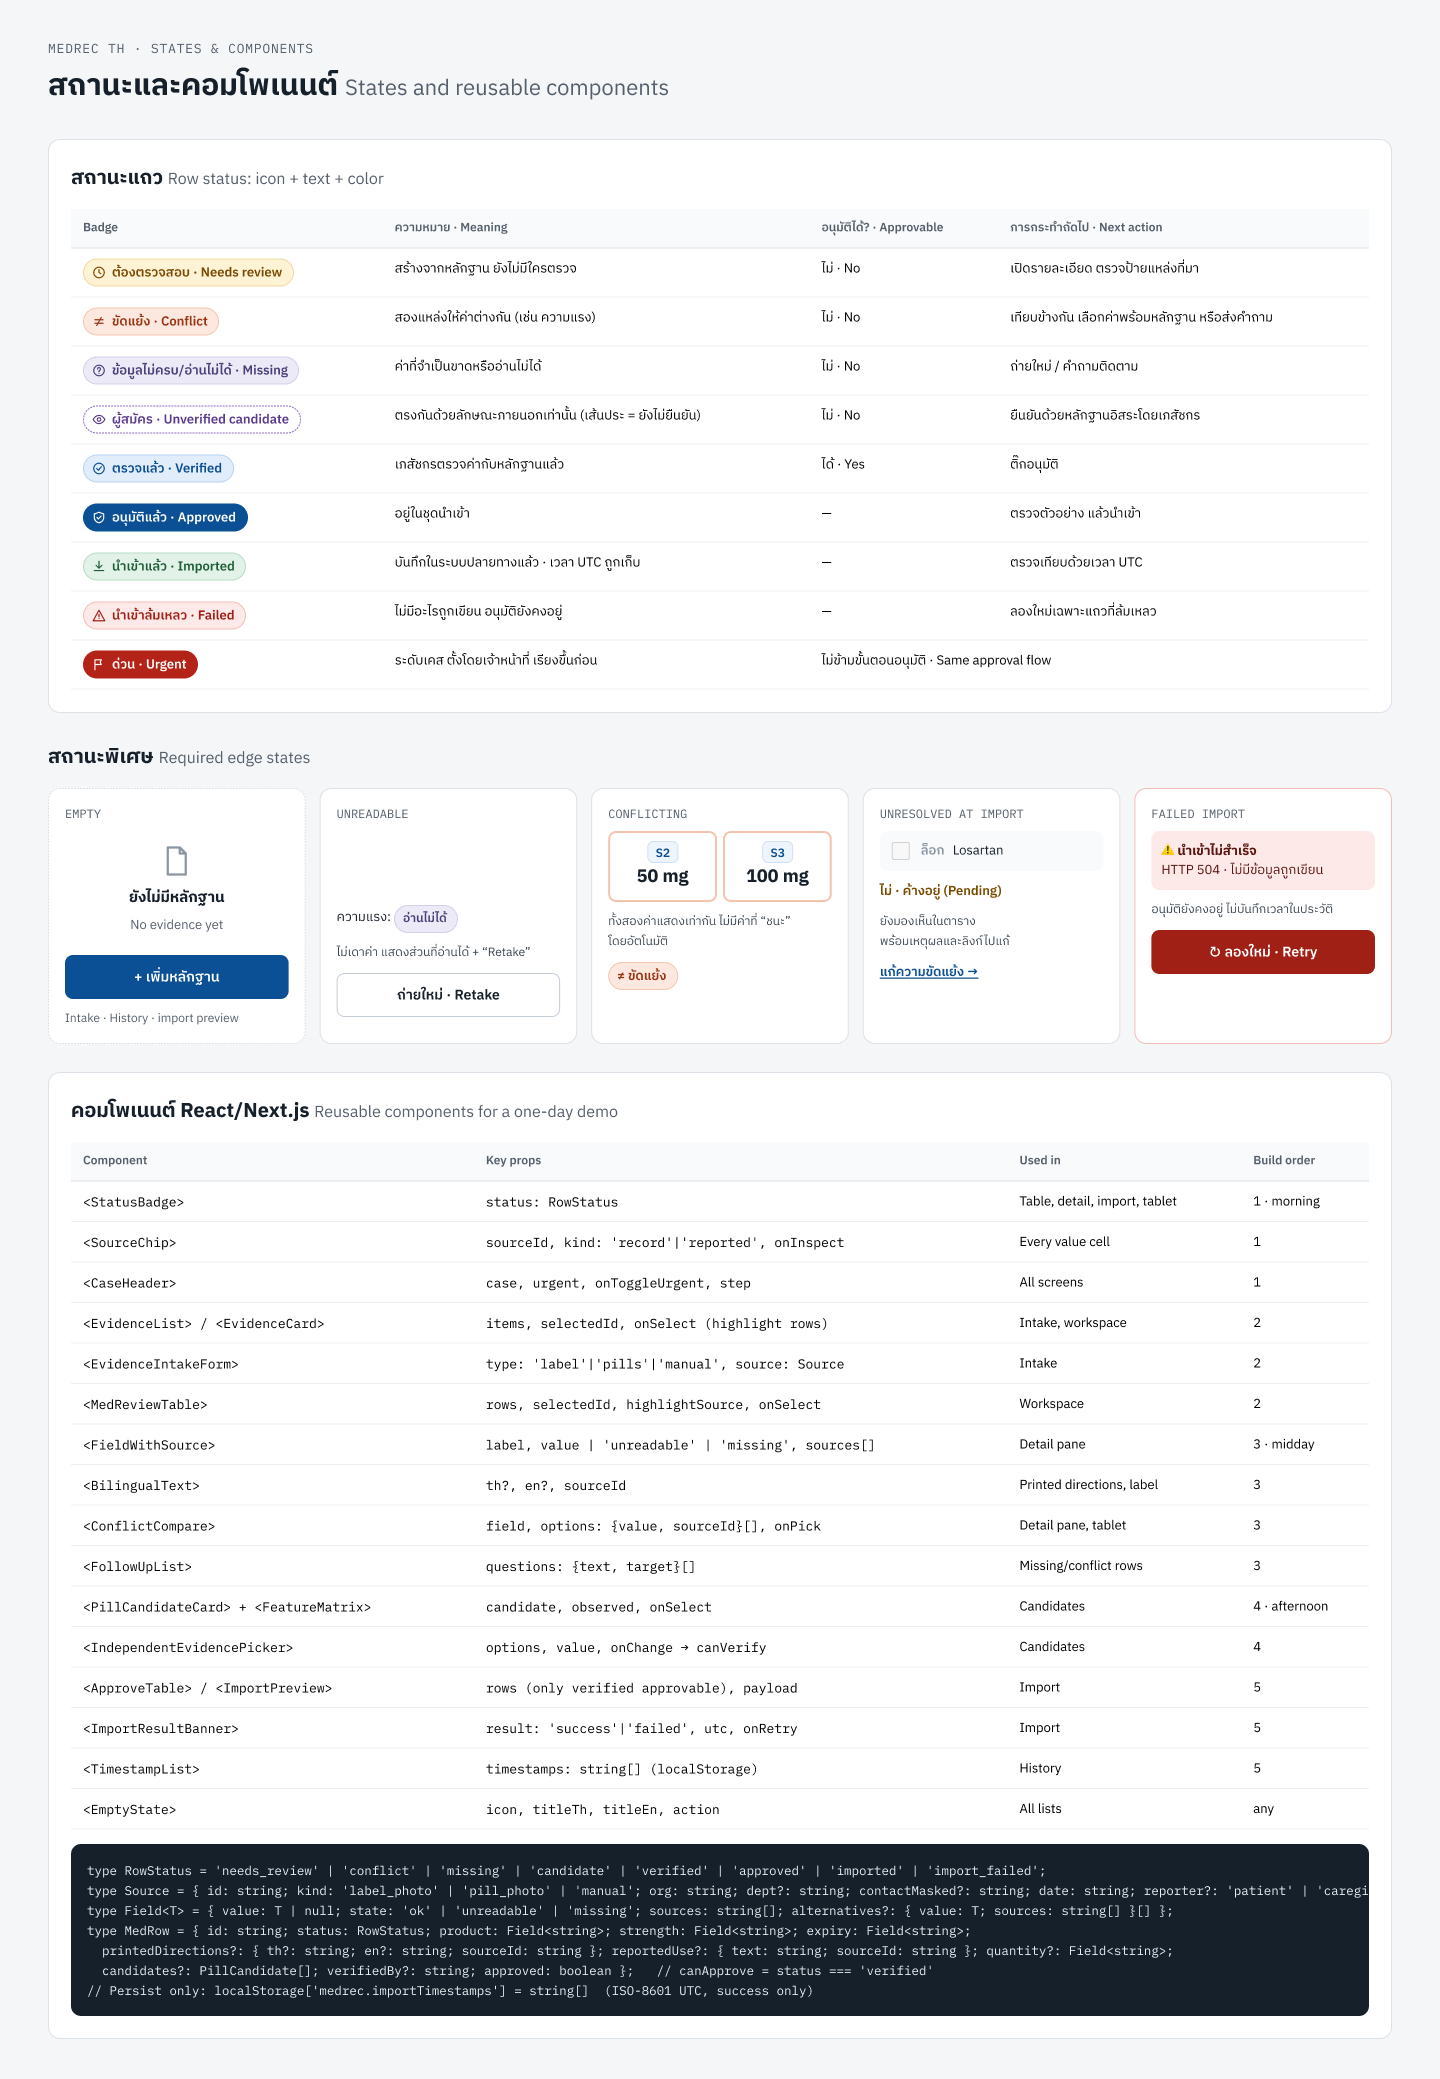 MEDREC TH · STATES & COMPONENTS
สถานะและคอมโพเนนต์ States and reusable components
สถานะแถว Row status: icon + text + color
Badge ความหมาย · Meaning อนุมัติได้? · Approvable การกระทำถัดไป · Next action
ต้องตรวจสอบ · Needs review สร้างจากหลักฐาน ยังไม่มีใครตรวจ ไม่ · No เปิดรายละเอียด ตรวจป้ายแหล่งที่มา
≠ ขัดแย้ง · Conflict สองแหล่งให้ค่าต่างกัน (เช่น ความแรง) ไม่ · No เทียบข้างกัน เลือกค่าพร้อมหลักฐาน หรือส่งคำถาม
ข้อมูลไม่ครบ/อ่านไม่ได้ · Missing ค่าที่จำเป็นขาดหรืออ่านไม่ได้ ไม่ · No ถ่ายใหม่ / คำถามติดตาม
ผู้สมัคร · Unverified candidate ตรงกันด้วยลักษณะภายนอกเท่านั้น (เส้นประ = ยังไม่ยืนยัน) ไม่ · No ยืนยันด้วยหลักฐานอิสระโดยเภสัชกร
ตรวจแล้ว · Verified เภสัชกรตรวจค่ากับหลักฐานแล้ว ได้ · Yes ติ๊กอนุมัติ
อนุมัติแล้ว · Approved อยู่ในชุดนำเข้า — ตรวจตัวอย่าง แล้วนำเข้า
นำเข้าแล้ว · Imported บันทึกในระบบปลายทางแล้ว · เวลา UTC ถูกเก็บ — ตรวจเทียบด้วยเวลา UTC
นำเข้าล้มเหลว · Failed ไม่มีอะไรถูกเขียน อนุมัติยังคงอยู่ — ลองใหม่เฉพาะแถวที่ล้มเหลว
ด่วน · Urgent ระดับเคส ตั้งโดยเจ้าหน้าที่ เรียงขึ้นก่อน ไม่ข้ามขั้นตอนอนุมัติ · Same approval flow
สถานะพิเศษ Required edge states
EMPTY
ยังไม่มีหลักฐาน
No evidence yet
+ เพิ่มหลักฐาน
Intake · History · import preview
UNREADABLE
ความแรง: อ่านไม่ได้
ไม่เดาค่า แสดงส่วนที่อ่านได้ + “Retake”
ถ่ายใหม่ · Retake
CONFLICTING
S2 S3
50 mg 100 mg
ทั้งสองค่าแสดงเท่ากัน ไม่มีค่าที่ “ชนะ”
โดยอัตโนมัติ
≠ ขัดแย้ง
UNRESOLVED AT IMPORT
ล็อก Losartan
ไม่ · ค้างอยู่ (Pending)
ยังมองเห็นในตาราง
พร้อมเหตุผลและลิงก์ไปแก้
แก้ความขัดแย้ง →
FAILED IMPORT
⚠️ นำเข้าไม่สำเร็จ
HTTP 504 · ไม่มีข้อมูลถูกเขียน
อนุมัติยังคงอยู่ ไม่บันทึกเวลาในประวัติ
↻ ลองใหม่ · Retry
คอมโพเนนต์ React/Next.js Reusable components for a one-day demo
Component Key props Used in Build order
<StatusBadge> status: RowStatus Table, detail, import, tablet 1 · morning
<SourceChip> sourceId, kind: 'record'|'reported', onInspect Every value cell 1
<CaseHeader> case, urgent, onToggleUrgent, step All screens 1
<EvidenceList> / <EvidenceCard> items, selectedId, onSelect (highlight rows) Intake, workspace 2
<EvidenceIntakeForm> type: 'label'|'pills'|'manual', source: Source Intake 2
<MedReviewTable> rows, selectedId, highlightSource, onSelect Workspace 2
<FieldWithSource> label, value | 'unreadable' | 'missing', sources[] Detail pane 3 · midday
<BilingualText> th?, en?, sourceId Printed directions, label 3
<ConflictCompare> field, options: {value, sourceId}[], onPick Detail pane, tablet 3
<FollowUpList> questions: {text, target}[] Missing/conflict rows 3
<PillCandidateCard> + <FeatureMatrix> candidate, observed, onSelect Candidates 4 · afternoon
<IndependentEvidencePicker> options, value, onChange → canVerify Candidates 4
<ApproveTable> / <ImportPreview> rows (only verified approvable), payload Import 5
<ImportResultBanner> result: 'success'|'failed', utc, onRetry Import 5
<TimestampList> timestamps: string[] (localStorage) History 5
<EmptyState> icon, titleTh, titleEn, action All lists any
type RowStatus = 'needs_review' | 'conflict' | 'missing' | 'candidate' | 'verified' | 'approved' | 'imported' | 'import_failed';
type Source = { id: string; kind: 'label_photo' | 'pill_photo' | 'manual'; org: string; dept?: string; contactMasked?: string; date: string; reporter?: 'patient' | 'caregi
type Field<T> = { value: T | null; state: 'ok' | 'unreadable' | 'missing'; sources: string[]; alternatives?: { value: T; sources: string[] }[] };
type MedRow = { id: string; status: RowStatus; product: Field<string>; strength: Field<string>; expiry: Field<string>;
printedDirections?: { th?: string; en?: string; sourceId: string }; reportedUse?: { text: string; sourceId: string }; quantity?: Field<string>;
candidates?: PillCandidate[]; verifiedBy?: string; approved: boolean }; // canApprove = status === 'verified'
// Persist only: localStorage['medrec.importTimestamps'] = string[] (ISO-8601 UTC, success only)